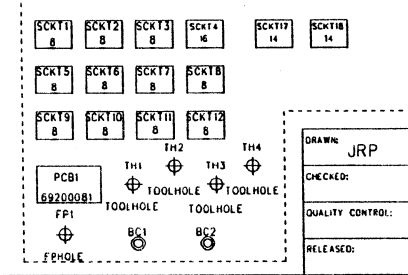 SCKT1 SCKT2 SCKT3 SCKT4 SCKT17 SCKT18
8 8 8 16 14 14
SCKT5 SCKT6 SCKT7 SCKT8
8 8 8 8
SCKT9 SCKT10 SCKT11 SCKT12
8 8 8 8
TH2 TH4
TH1 TH3
PCB1
69200081
TOOLHOLE TOOLHOLE
TOOLHOLE TOOLHOLE
FP1
BC1 BC2
FPHOLE
DRAWN:
JRP
CHECKED:
QUALITY CONTROL:
RELEASED: